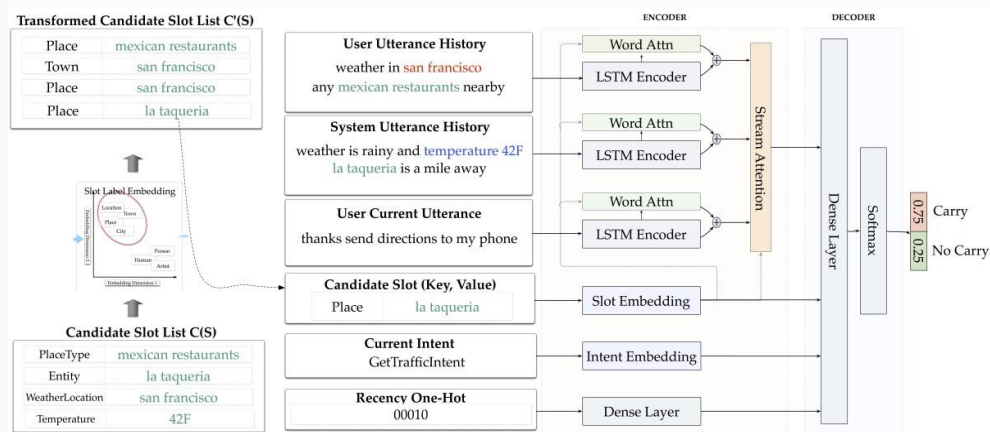 Transformed Candidate Slot List C'(S)
Place mexican restaurants
Town san francisco
Place san francisco
Place la taqueria
Slot Label Embedding
Location
Town
Place
City
Person
Human
Artist
Embedding Dimension 2
Embedding Dimension 1
Candidate Slot List C(S)
PlaceType mexican restaurants
Entity la taqueria
WeatherLocation san francisco
Temperature 42F
User Utterance History
weather in san francisco
any mexican restaurants nearby
System Utterance History
weather is rainy and temperature 42F
la taqueria is a mile away
User Current Utterance
thanks send directions to my phone
Candidate Slot (Key, Value)
Place la taqueria
Current Intent
GetTrafficIntent
Recency One-Hot
00010
ENCODER
Word Attn
LSTM Encoder
Word Attn
LSTM Encoder
Word Attn
LSTM Encoder
Slot Embedding
Intent Embedding
Dense Layer
Stream Attention
DECODER
Dense Layer
Softmax
0.75 Carry
0.25 No Carry